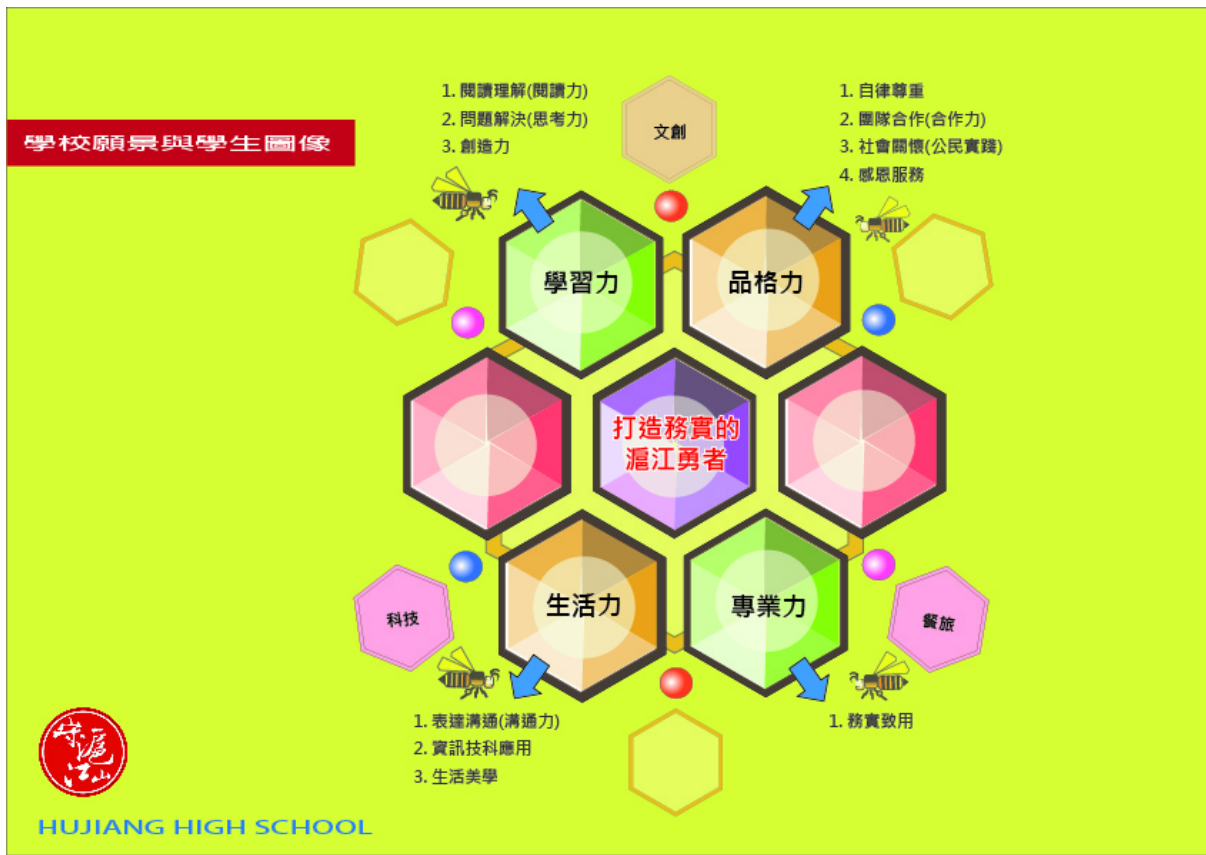 學校願景與學生圖像
1. 閱讀理解(閱讀力)
2. 問題解決(思考力)
3. 創造力
文創
1. 自律尊重
2. 團隊合作(合作力)
3. 社會關懷(公民實踐)
4. 感恩服務
學習力
品格力
打造務實的
滬江勇者
生活力
專業力
科技
餐旅
1. 表達溝通(溝通力)
2. 資訊技科應用
3. 生活美學
1. 務實致用
滬江
HUJIANG HIGH SCHOOL